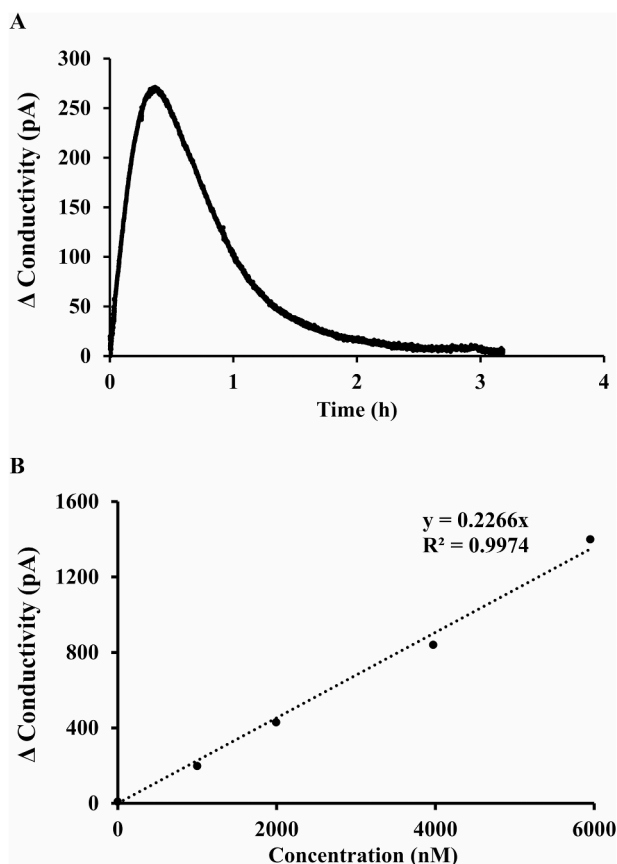 A
300
250
200
150
100
50
0
Δ Conductivity (pA)
0 1 2 3 4
Time (h)
B
1600
1200
800
400
0
Δ Conductivity (pA)
y = 0.2266x
R² = 0.9974
0 2000 4000 6000
Concentration (nM)